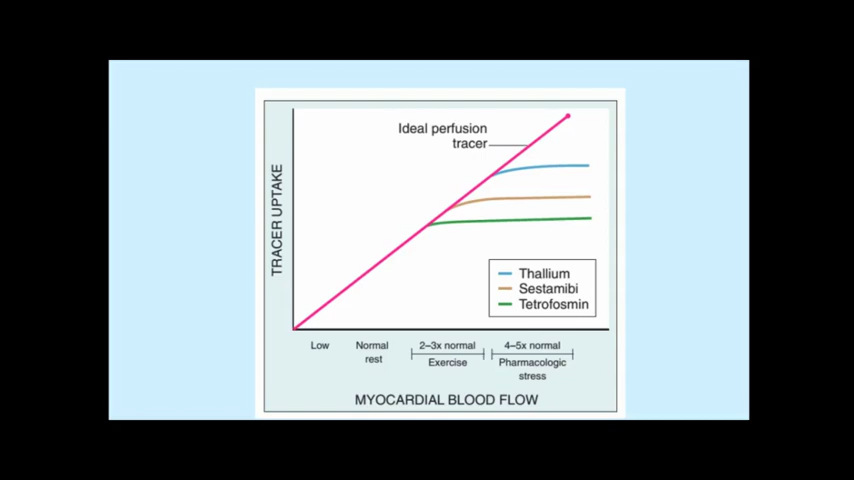 Ideal perfusion
tracer
TRACER UPTAKE
Thallium
Sestamibi
Tetrofosmin
Low
Normal
rest
2–3x normal
Exercise
4–5x normal
Pharmacologic
stress
MYOCARDIAL BLOOD FLOW